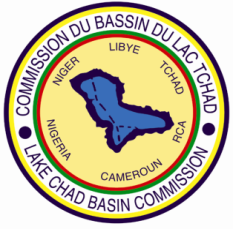 COMMISSION DU BASSIN DU LAC TCHAD
LIBYE
NIGER
TCHAD
NIGERIA
RCA
CAMEROUN
LAKE CHAD BASIN COMMISSION